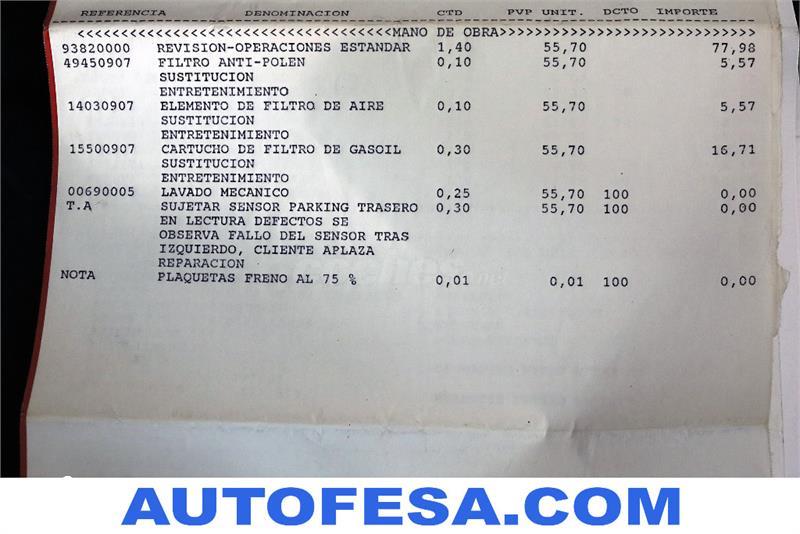 REFERENCIA DENOMINACION CTD PVP UNIT. DCTO IMPORTE
<<<<<<<<<<<<<<<<<<<<<<<<<<<<<<<<<<<<<<MANO DE OBRA>>>>>>>>>>>>>>>>>>>>>>>>>>>>>>
93820000 REVISION-OPERACIONES ESTANDAR 1,40 55,70 77,98
49450907 FILTRO ANTI-POLEN 0,10 55,70 5,57
SUSTITUCION
ENTRETENIMIENTO
14030907 ELEMENTO DE FILTRO DE AIRE 0,10 55,70 5,57
SUSTITUCION
ENTRETENIMIENTO
15500907 CARTUCHO DE FILTRO DE GASOIL 0,30 55,70 16,71
SUSTITUCION
ENTRETENIMIENTO
00690005 LAVADO MECANICO 0,25 55,70 100 0,00
T.A SUJETAR SENSOR PARKING TRASERO 0,30 55,70 100 0,00
EN LECTURA DEFECTOS SE
OBSERVA FALLO DEL SENSOR TRAS
IZQUIERDO, CLIENTE APLAZA
REPARACION
NOTA PLAQUETAS FRENO AL 75 % 0,01 0,01 100 0,00
AUTOFESA.COM